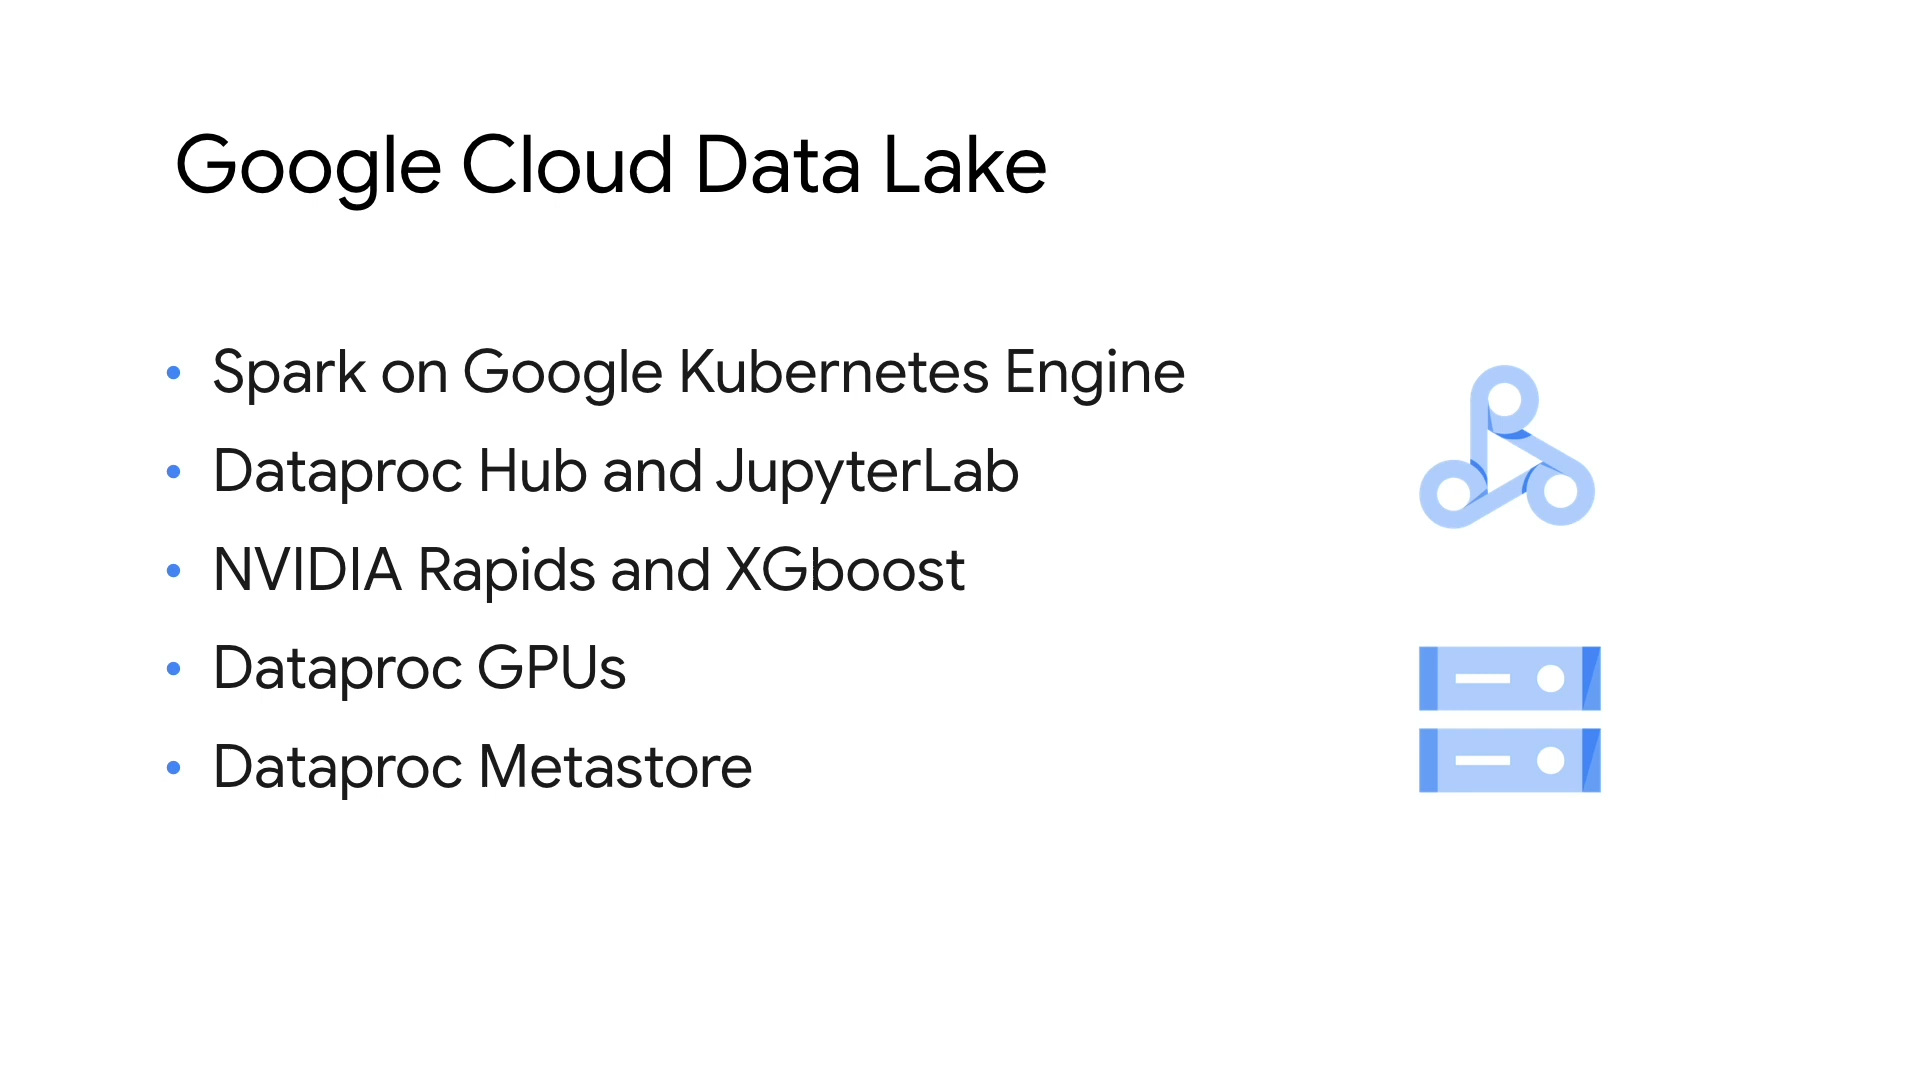 Google Cloud Data Lake
• Spark on Google Kubernetes Engine
• Dataproc Hub and JupyterLab
• NVIDIA Rapids and XGboost
• Dataproc GPUs
• Dataproc Metastore